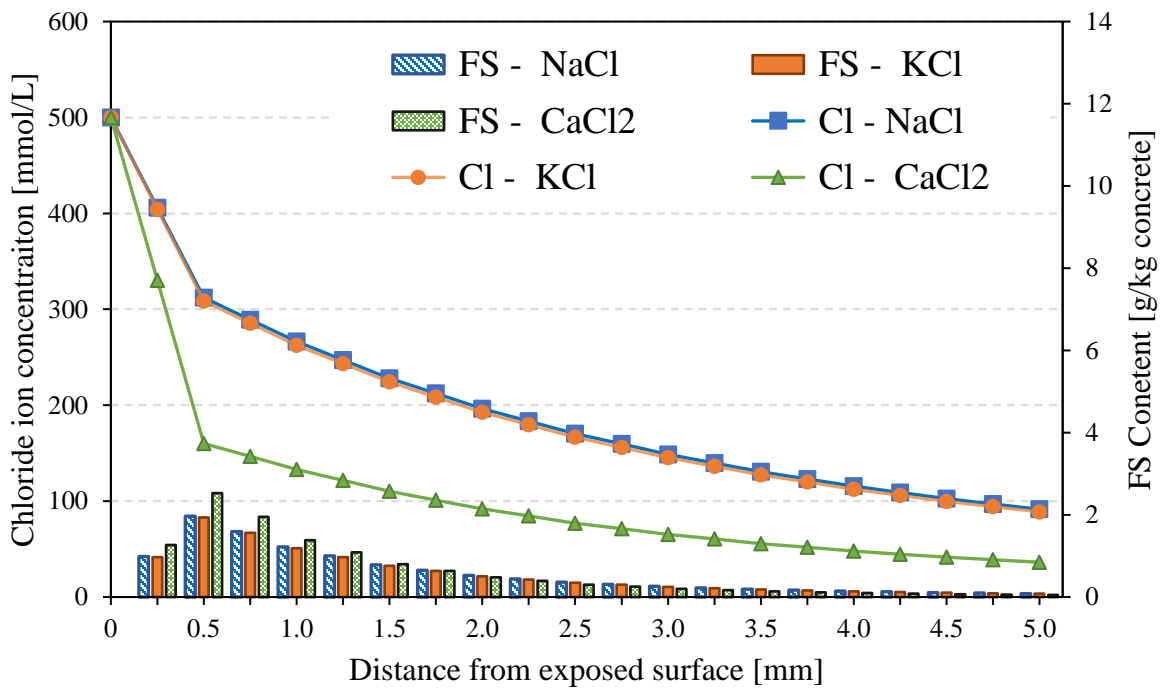 600
500
400
300
200
100
0
Chloride ion concentraiton [mmol/L]
FS - NaCl
FS - KCl
FS - CaCl2
Cl - NaCl
Cl - KCl
Cl - CaCl2
14
12
10
8
6
4
2
0
FS Conetent [g/kg concrete]
0 0.5 1.0 1.5 2.0 2.5 3.0 3.5 4.0 4.5 5.0
Distance from exposed surface [mm]